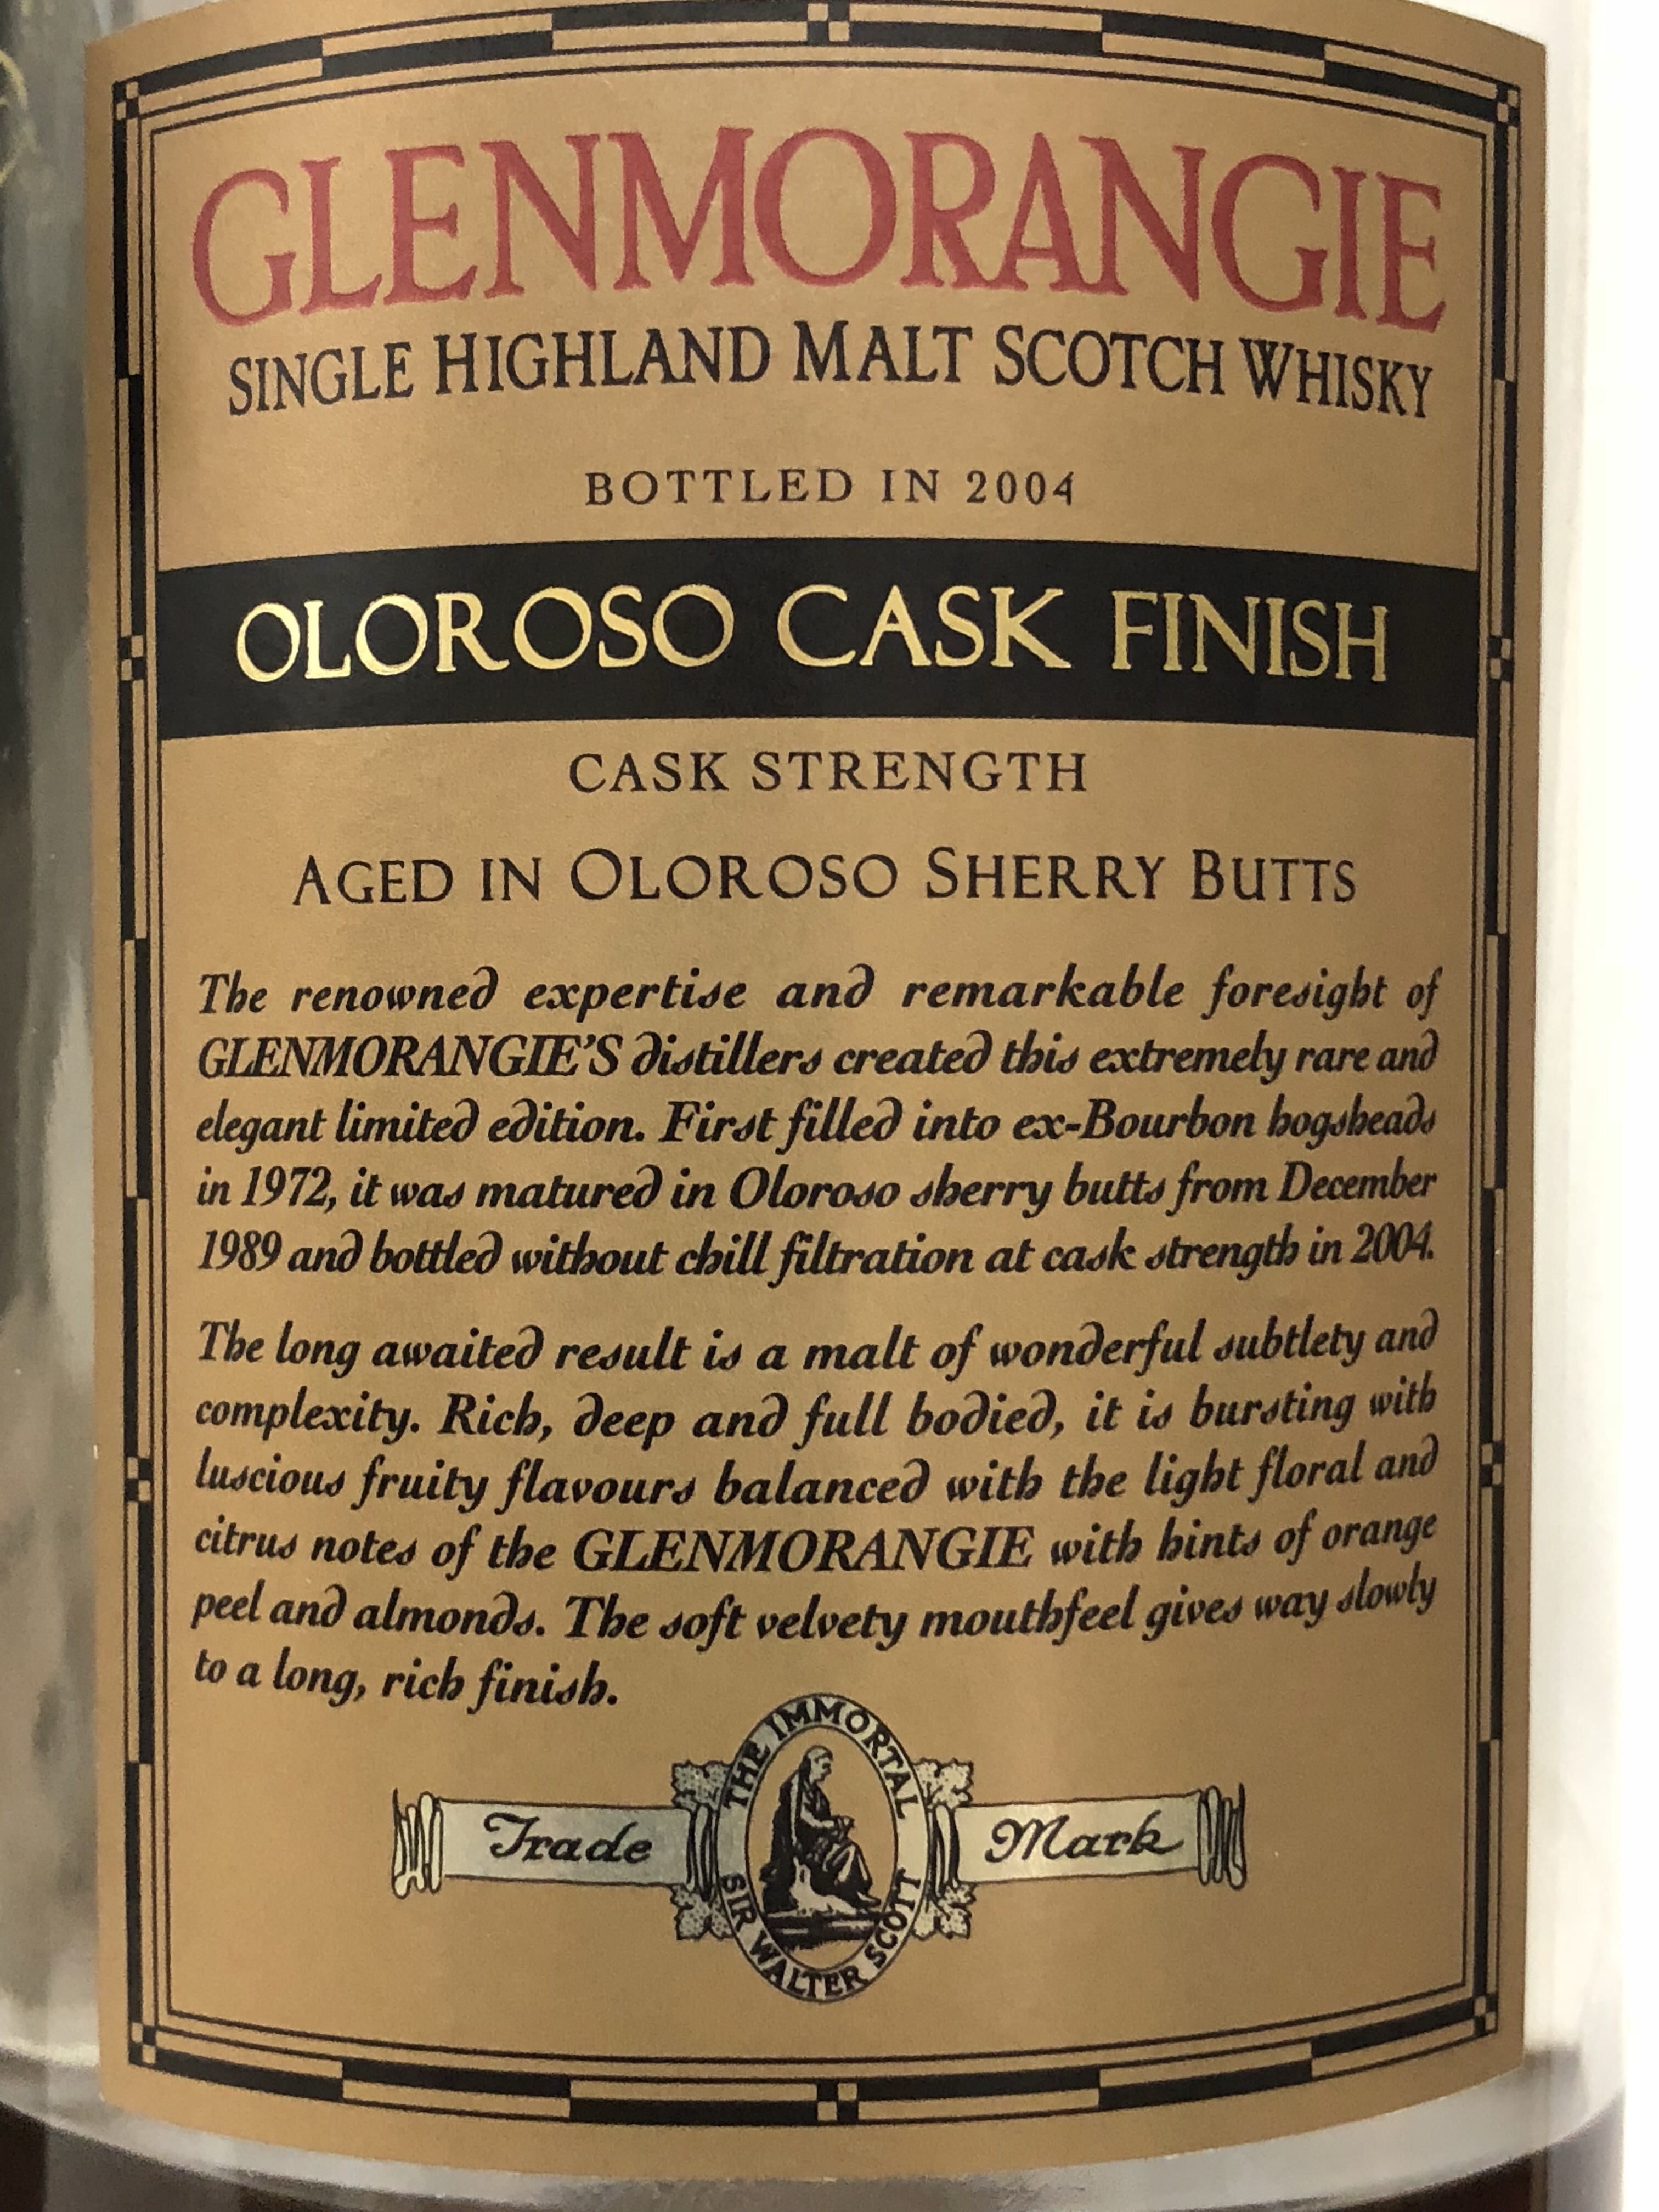 GLENMORANGIE
SINGLE HIGHLAND MALT SCOTCH WHISKY
BOTTLED IN 2004
OLOROSO CASK FINISH
CASK STRENGTH
AGED IN OLOROSO SHERRY BUTTS
The renowned expertise and remarkable foresight of
GLENMORANGIE'S distillers created this extremely rare and
elegant limited edition. First filled into ex-Bourbon hogsheads
in 1972, it was matured in Oloroso sherry butts from December
1989 and bottled without chill filtration at cask strength in 2004.
The long awaited result is a malt of wonderful subtlety and
complexity. Rich, deep and full bodied, it is bursting with
luscious fruity flavours balanced with the light floral and
citrus notes of the GLENMORANGIE with hints of orange
peel and almonds. The soft velvety mouthfeel gives way slowly
to a long, rich finish.
THE IMMORTAL
Trade Mark
SIR WALTER SCOTT